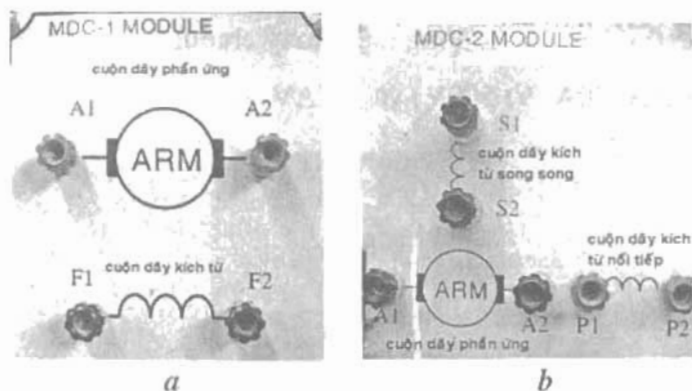 MDC-1 MODULE
cuộn dây phần ứng
A1
A2
ARM
F1
cuộn dây kích từ
F2
a
MDC-2 MODULE
S1
cuộn dây kích
từ song song
S2
cuộn dây kích
từ nối tiếp
ARM
A1
A2
P1
P2
cuộn dây phần ứng
b